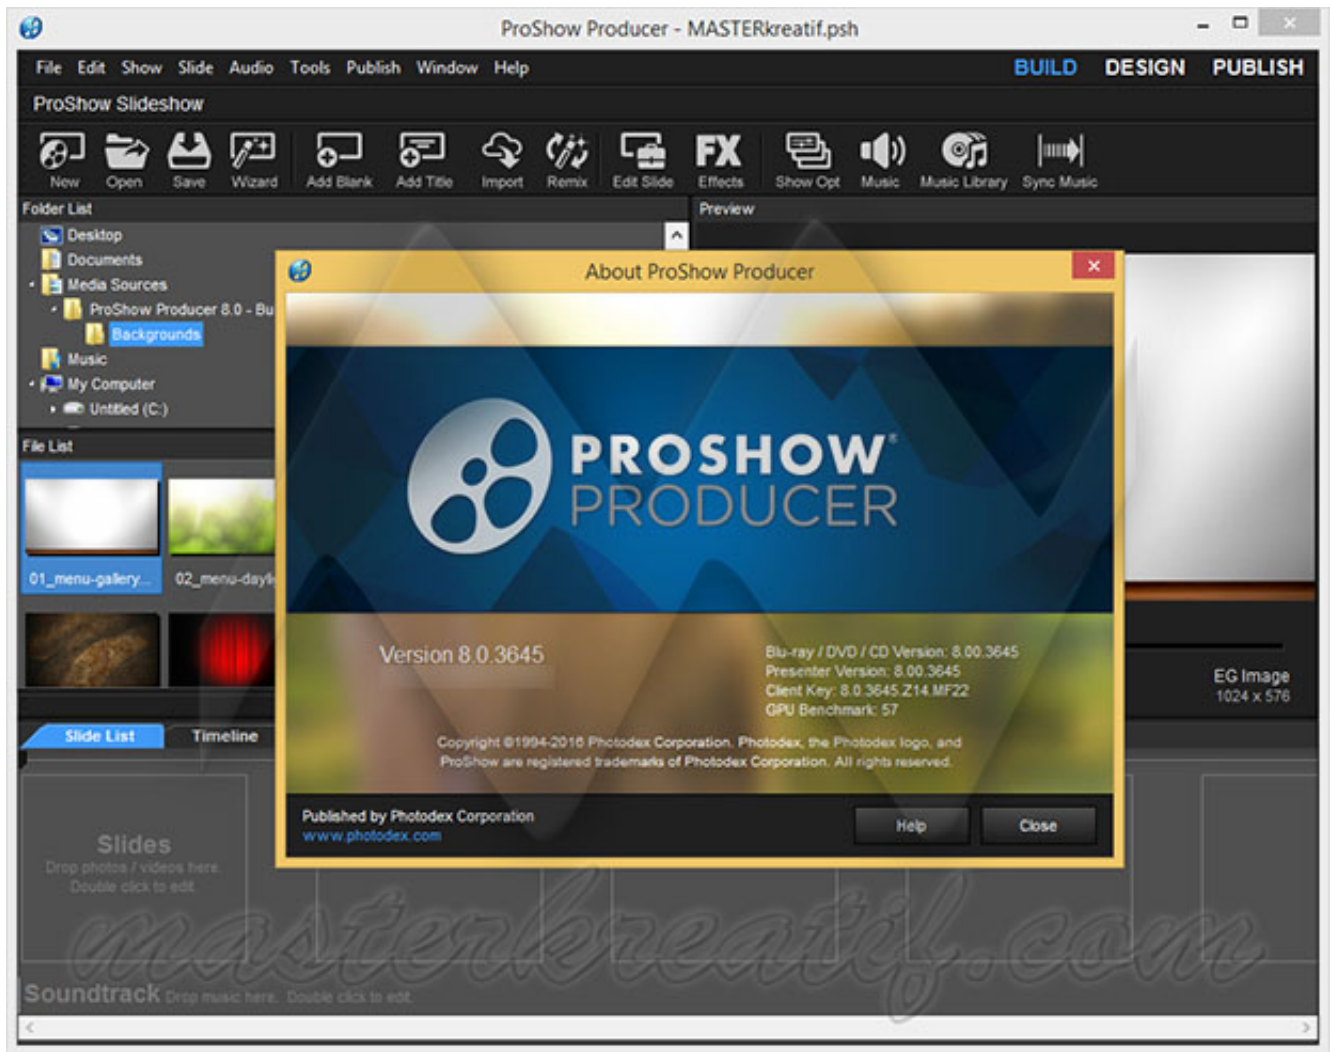 ProShow Producer - MASTERkreatif.psh
File Edit Show Slide Audio Tools Publish Window Help
BUILD DESIGN PUBLISH
ProShow Slideshow
New Open Save Wizard Add Blank Add Title Import Remix Edit Slide Effects Show Opt Music Music Library Sync Music
FX
Folder List
Preview
Desktop
Documents
Media Sources
ProShow Producer 8.0 - Bu
Backgrounds
Music
My Computer
Untitled (C:)
File List
01_menu-gallery...
02_menu-dayli
About ProShow Producer
PROSHOW®
PRODUCER
Version 8.0.3645
Blu-ray / DVD / CD Version: 8.00.3645
Presenter Version: 8.00.3645
Client Key: 8.0.3645.Z14.MF22
GPU Benchmark: 57
Copyright ©1994-2016 Photodex Corporation. Photodex, the Photodex logo, and
ProShow are registered trademarks of Photodex Corporation. All rights reserved.
Published by Photodex Corporation
www.photodex.com
Help
Close
EG Image
1024 x 576
Slide List
Timeline
Slides
Drop photos / videos here.
Double click to edit.
masterkreatif.com
Soundtrack Drop music here. Double click to edit.